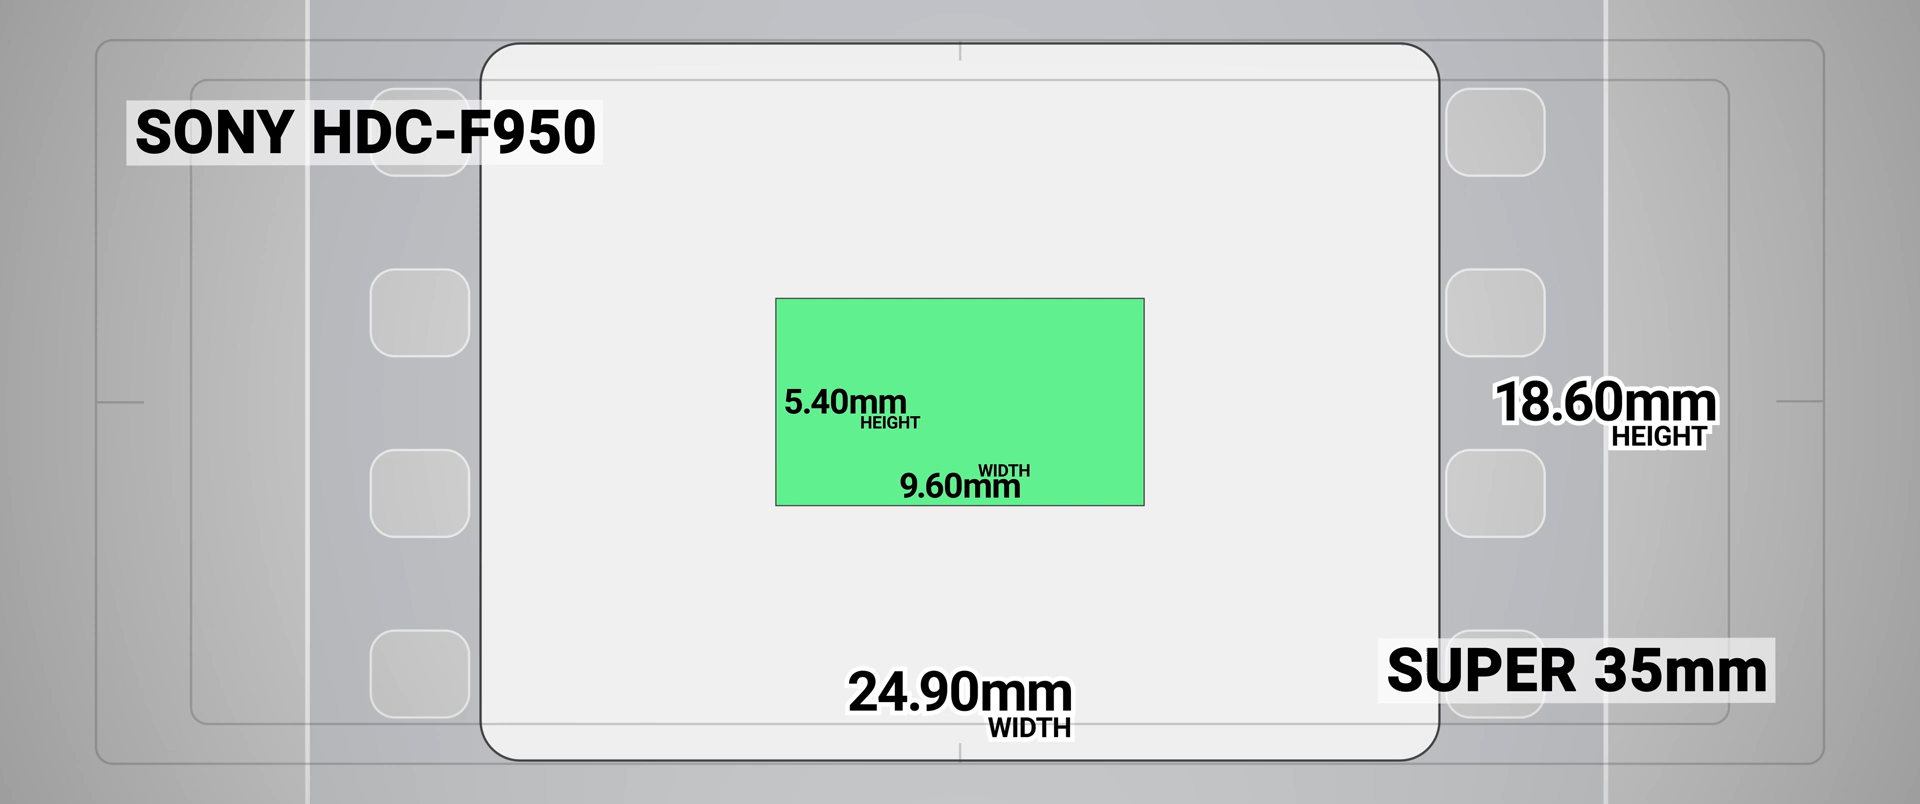 SONY HDC-F950
5.40mm
HEIGHT
WIDTH
9.60mm
18.60mm
HEIGHT
SUPER 35mm
24.90mm
WIDTH